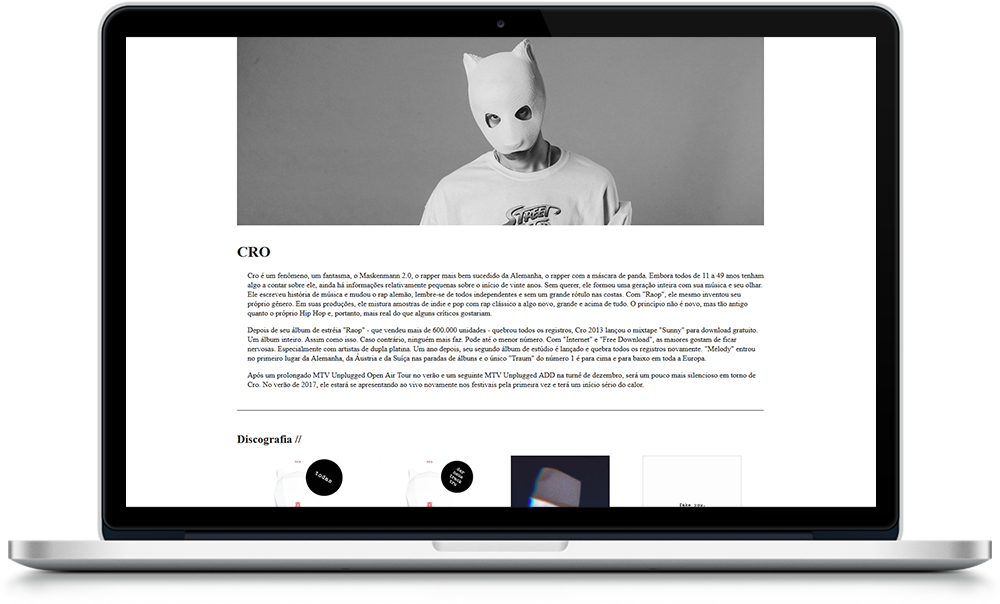 STREET
CRO
Cro é um fenômeno, um fantasma, o Maskenmann 2.0, o rapper mais bem sucedido da Alemanha, o rapper com a máscara de panda. Embora todos de 11 a 49 anos tenham
algo a contar sobre ele, ainda há informações relativamente pequenas sobre o início de vinte anos. Sem querer, ele formou uma geração inteira com sua música e seu olhar.
Ele escreveu história de música e mudou o rap alemão, lembre-se de todos independentes e sem um grande rótulo nas costas. Com "Raop", ele mesmo inventou seu
próprio gênero. Em suas produções, ele mistura amostras de indie e pop com rap clássico a algo novo, grande e acima de tudo. O princípio não é novo, mas tão antigo
quanto o próprio Hip Hop e, portanto, mais real do que alguns críticos gostariam.
Depois de seu álbum de estréia "Raop" - que vendeu mais de 600.000 unidades - quebrou todos os registros, Cro 2013 lançou o mixtape "Sunny" para download gratuito.
Um álbum inteiro. Assim como isso. Caso contrário, ninguém mais faz. Pode até o menor número. Com "Internet" e "Free Download", as maiores gostam de ficar
nervosas. Especialmente com artistas de dupla platina. Um ano depois, seu segundo álbum de estúdio é lançado e quebra todos os registros novamente. "Melody" entrou
no primeiro lugar da Alemanha, da Áustria e da Suíça nas paradas de álbuns e o único "Traum" do número 1 é para cima e para baixo em toda a Europa.
Após um prolongado MTV Unplugged Open Air Tour no verão e um seguinte MTV Unplugged ADD na turnê de dezembro, será um pouco mais silencioso em torno de
Cro. No verão de 2017, ele estará se apresentando ao vivo novamente nos festivais pela primeira vez e terá um início sério do calor.
Discografia //
todas
fake you.